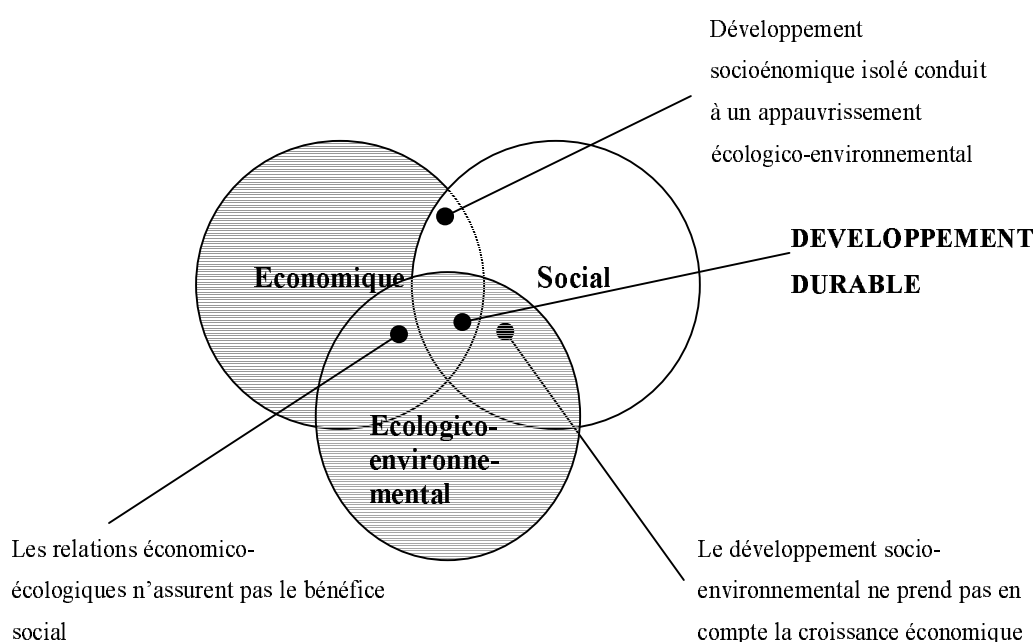 Développement
socioénomique isolé conduit
à un appauvrissement
écologico-environnemental
DEVELOPPEMENT
DURABLE
Economique
Social
Ecologico-
environne-
mental
Les relations économico-
écologiques n’assurent pas le bénéfice
social
Le développement socio-
environnemental ne prend pas en
compte la croissance économique